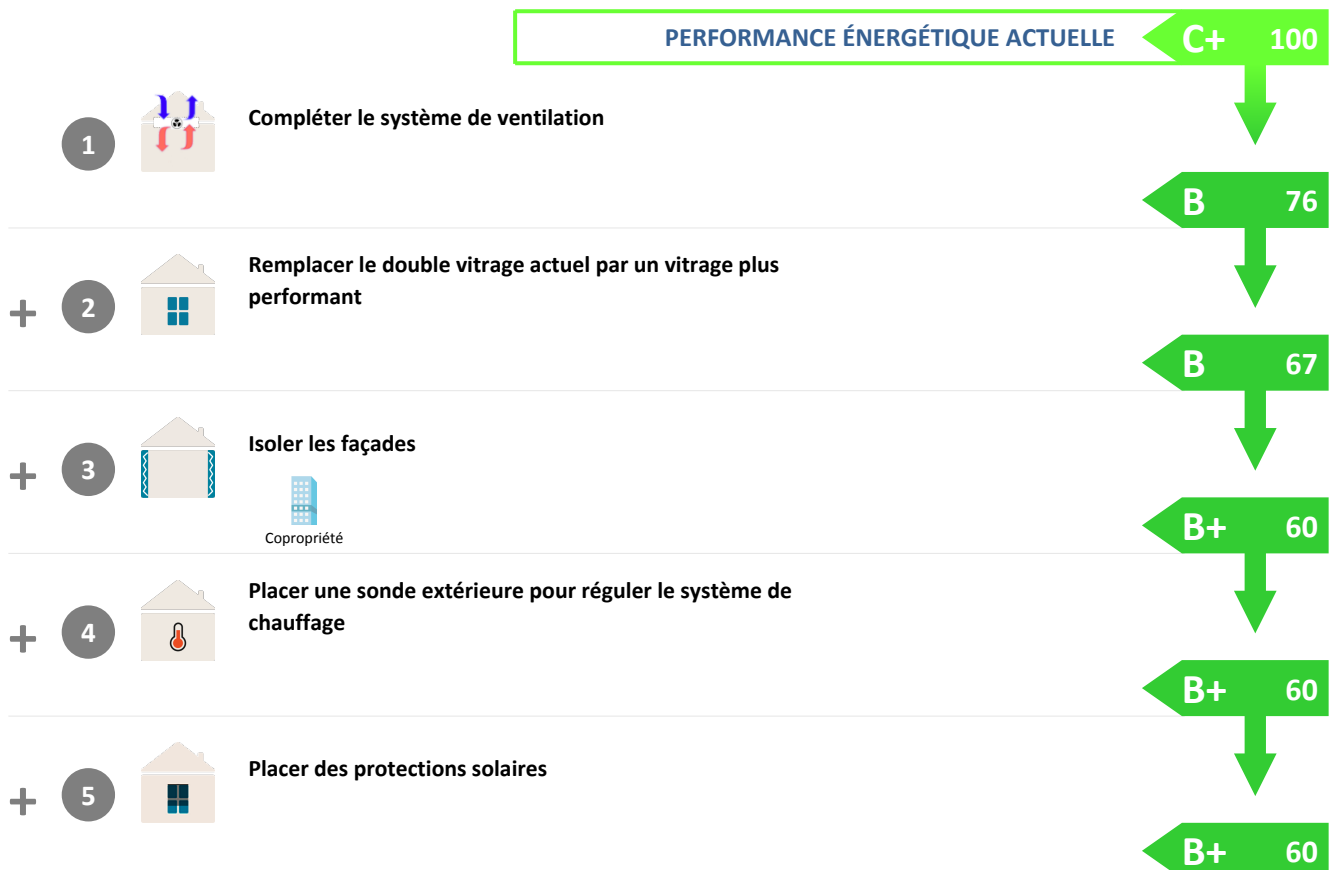 PERFORMANCE ÉNERGÉTIQUE ACTUELLE C+ 100
1 Compléter le système de ventilation
B 76
+ 2 Remplacer le double vitrage actuel par un vitrage plus
performant
B 67
+ 3 Isoler les façades
Copropriété
B+ 60
+ 4 Placer une sonde extérieure pour réguler le système de
chauffage
B+ 60
+ 5 Placer des protections solaires
B+ 60